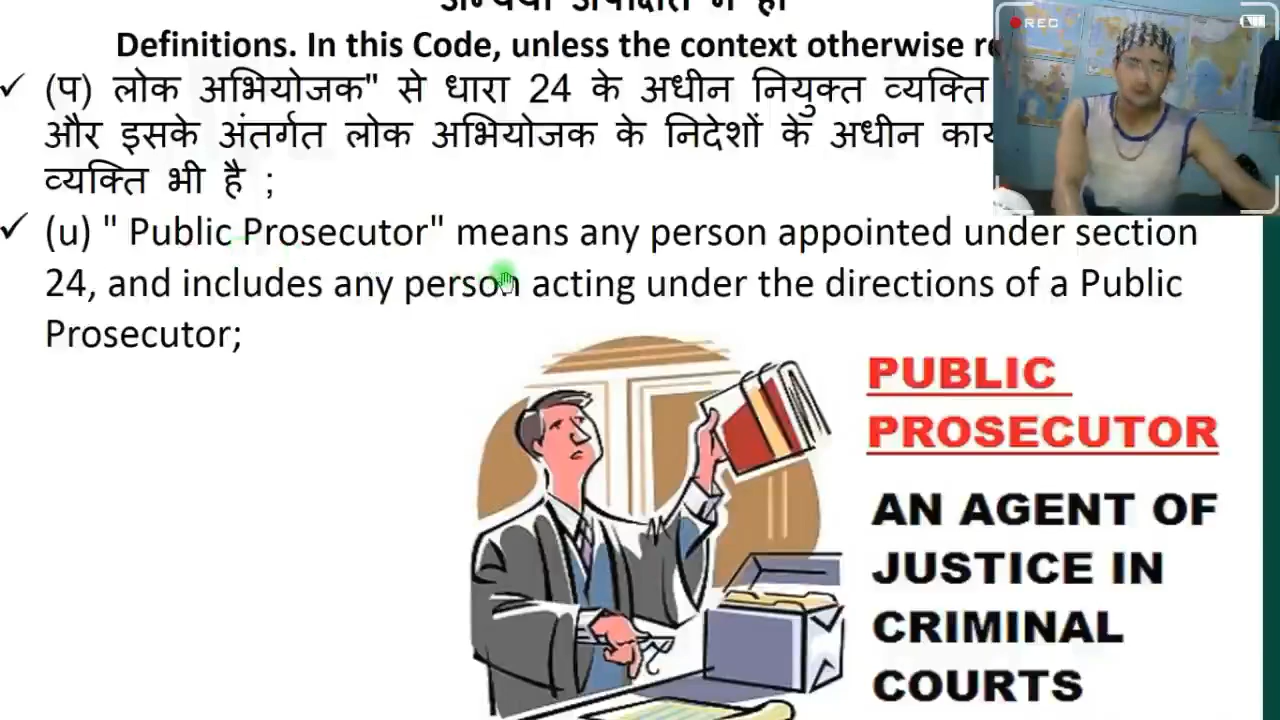 Definitions. In this Code, unless the context otherwise
(प) लोक अभियोजक" से धारा 24 के अधीन नियुक्त व्यक्ति
और इसके अंतर्गत लोक अभियोजक के निदेशों के अधीन
व्यक्ति भी है ;
(u) " Public Prosecutor" means any person appointed under section
24, and includes any person acting under the directions of a Public
Prosecutor;
REC
PUBLIC
PROSECUTOR
AN AGENT OF
JUSTICE IN
CRIMINAL
COURTS